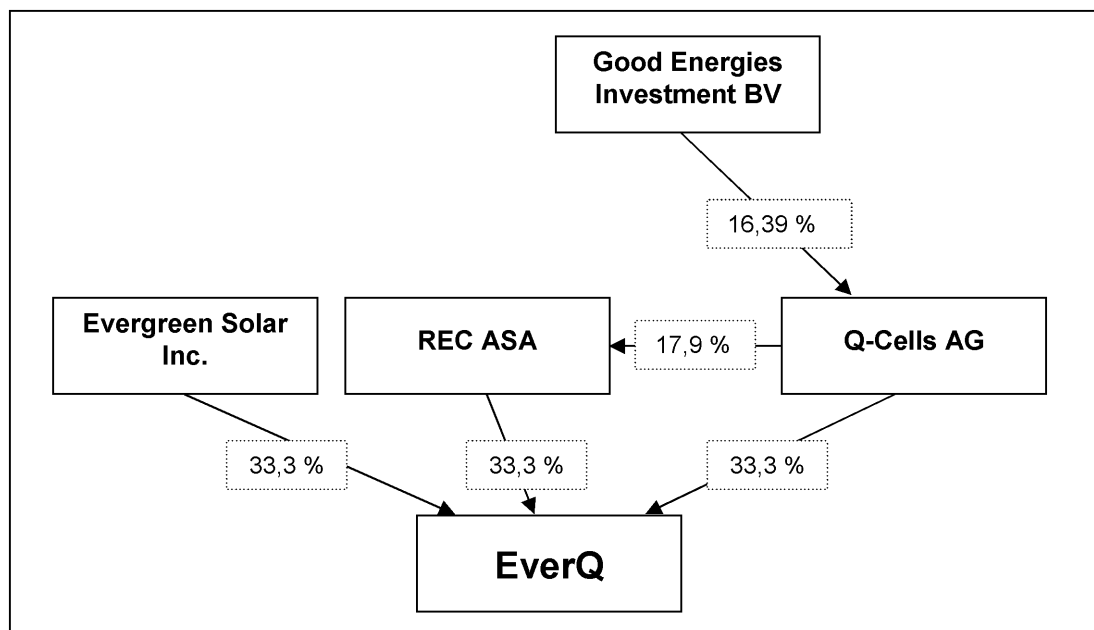 Good Energies
Investment BV
16,39 %
Evergreen Solar
Inc.
REC ASA
17,9 %
Q-Cells AG
33,3 %
33,3 %
33,3 %
EverQ